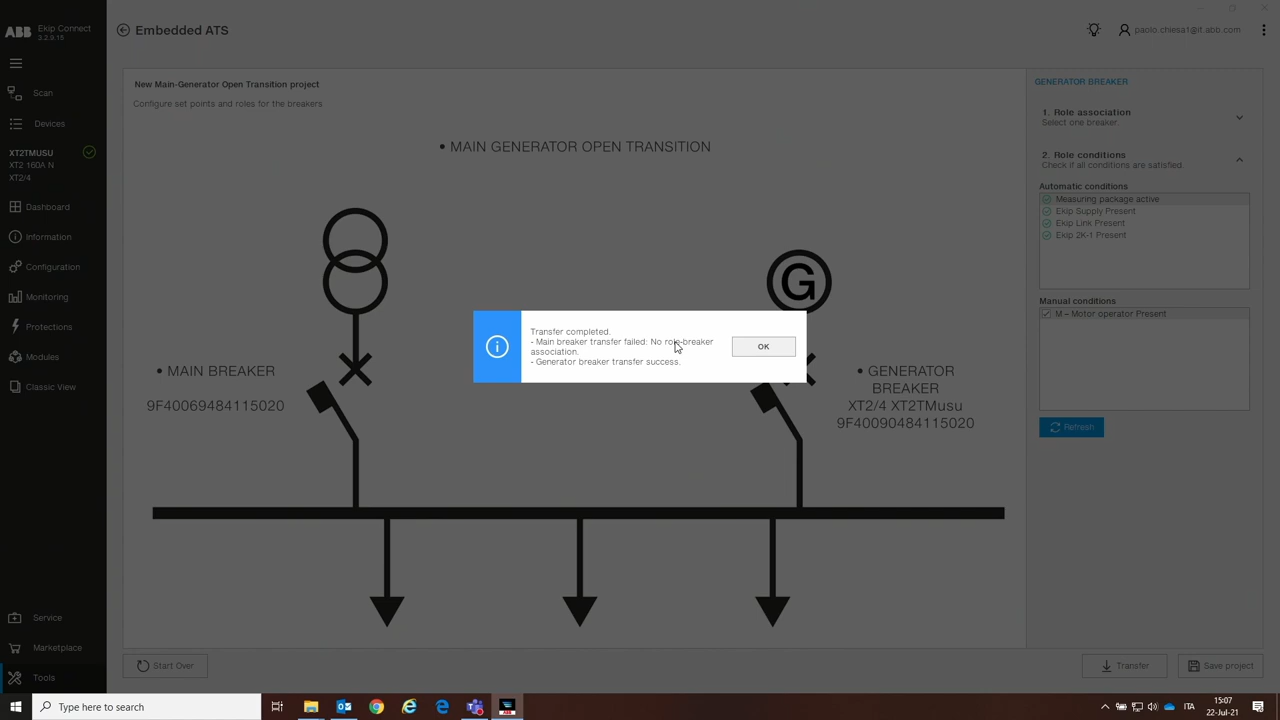 ABB
Ekip Connect
3.2.9.15
Embedded ATS
paolo.chiesa1@it.abb.com
Scan
Devices
XT2TMUSU
XT2 160A N
XT2/4
Dashboard
Information
Configuration
Monitoring
Protections
Modules
Classic View
Service
Marketplace
Tools
New Main-Generator Open Transition project
Configure set points and roles for the breakers
• MAIN GENERATOR OPEN TRANSITION
G
• MAIN BREAKER
9F40069484115020
• GENERATOR
BREAKER
XT2/4 XT2TMusu
9F40090484115020
Transfer completed.
- Main breaker transfer failed: No role-breaker
association.
- Generator breaker transfer success.
OK
GENERATOR BREAKER
1. Role association
Select one breaker.
2. Role conditions
Check if all conditions are satisfied.
Automatic conditions
Measuring package active
Ekip Supply Present
Ekip Link Present
Ekip 2K-1 Present
Manual conditions
M – Motor operator Present
Refresh
Start Over
Transfer
Save project
Type here to search
ITA
15:07
22-Jul-21